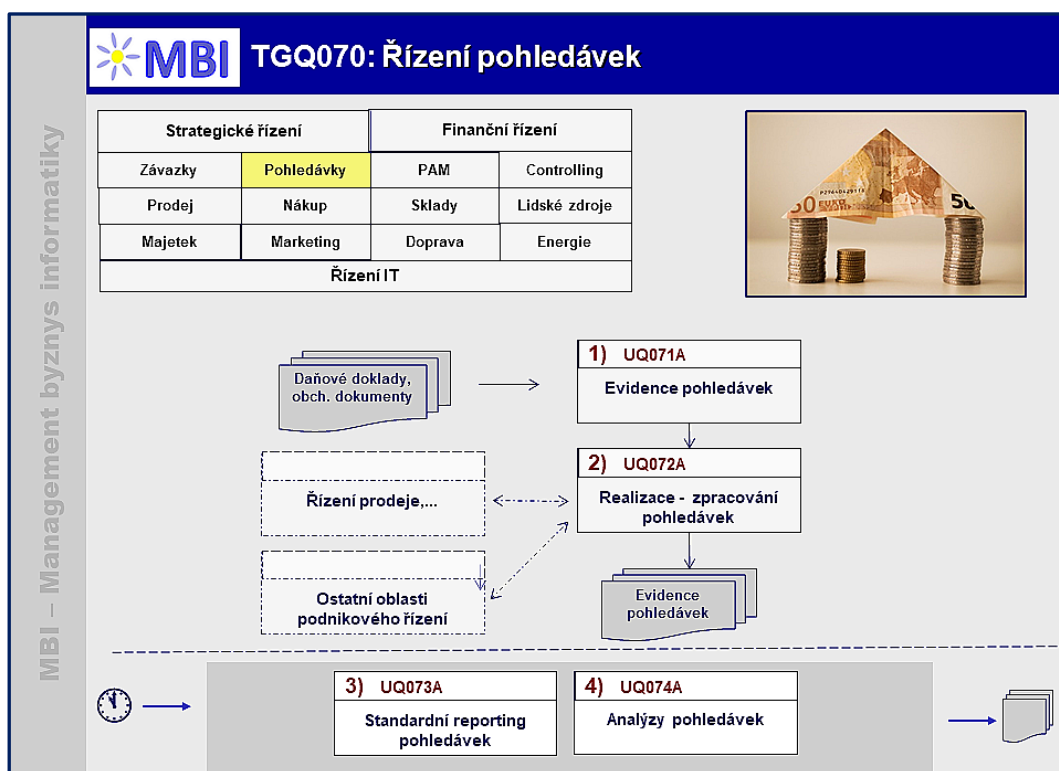 MBI – Management byznys informatiky
MBI
TGQ070: Řízení pohledávek
Strategické řízení
Finanční řízení
Závazky
Pohledávky
PAM
Controlling
Prodej
Nákup
Sklady
Lidské zdroje
Majetek
Marketing
Doprava
Energie
Řízení IT
50 EURO
50
Daňové doklady,
obch. dokumenty
1) UQ071A
Evidence pohledávek
2) UQ072A
Realizace - zpracování
pohledávek
Řízení prodeje,...
Ostatní oblasti
podnikového řízení
Evidence
pohledávek
3) UQ073A
Standardní reporting
pohledávek
4) UQ074A
Analýzy pohledávek